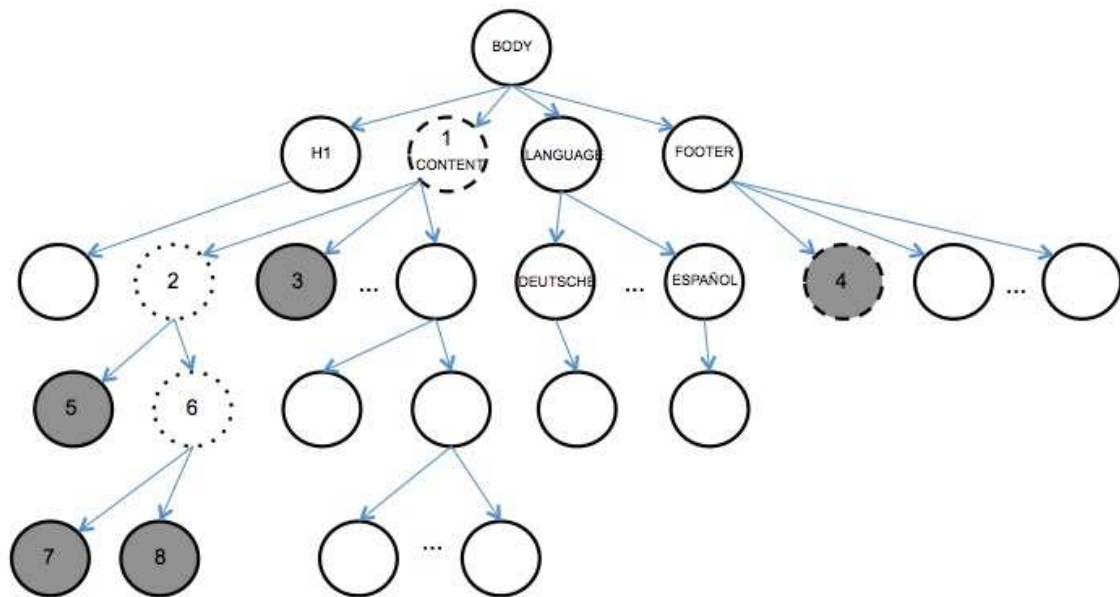 BODY
H1
1
CONTENT
LANGUAGE
FOOTER
2
3
...
DEUTSCHE
...
ESPAÑOL
4
...
5
6
7
8
...